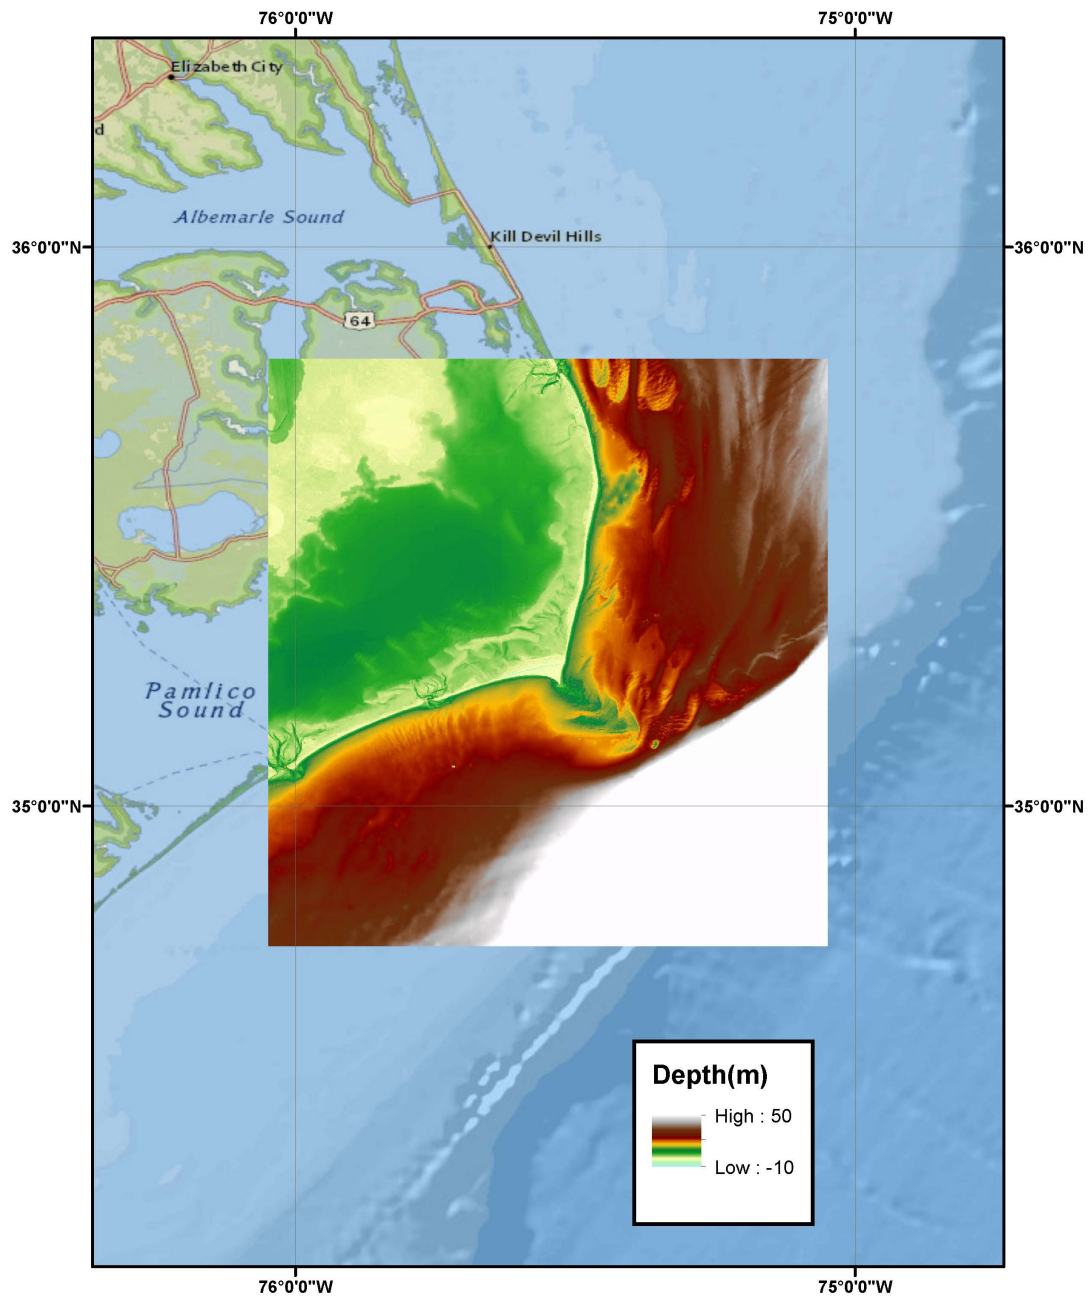 76°0'0"W
75°0'0"W
Elizabeth City
d
Albemarle Sound
Kill Devil Hills
36°0'0"N
36°0'0"N
64
Pamlico
Sound
35°0'0"N
35°0'0"N
Depth(m)
High : 50
Low : -10
76°0'0"W
75°0'0"W